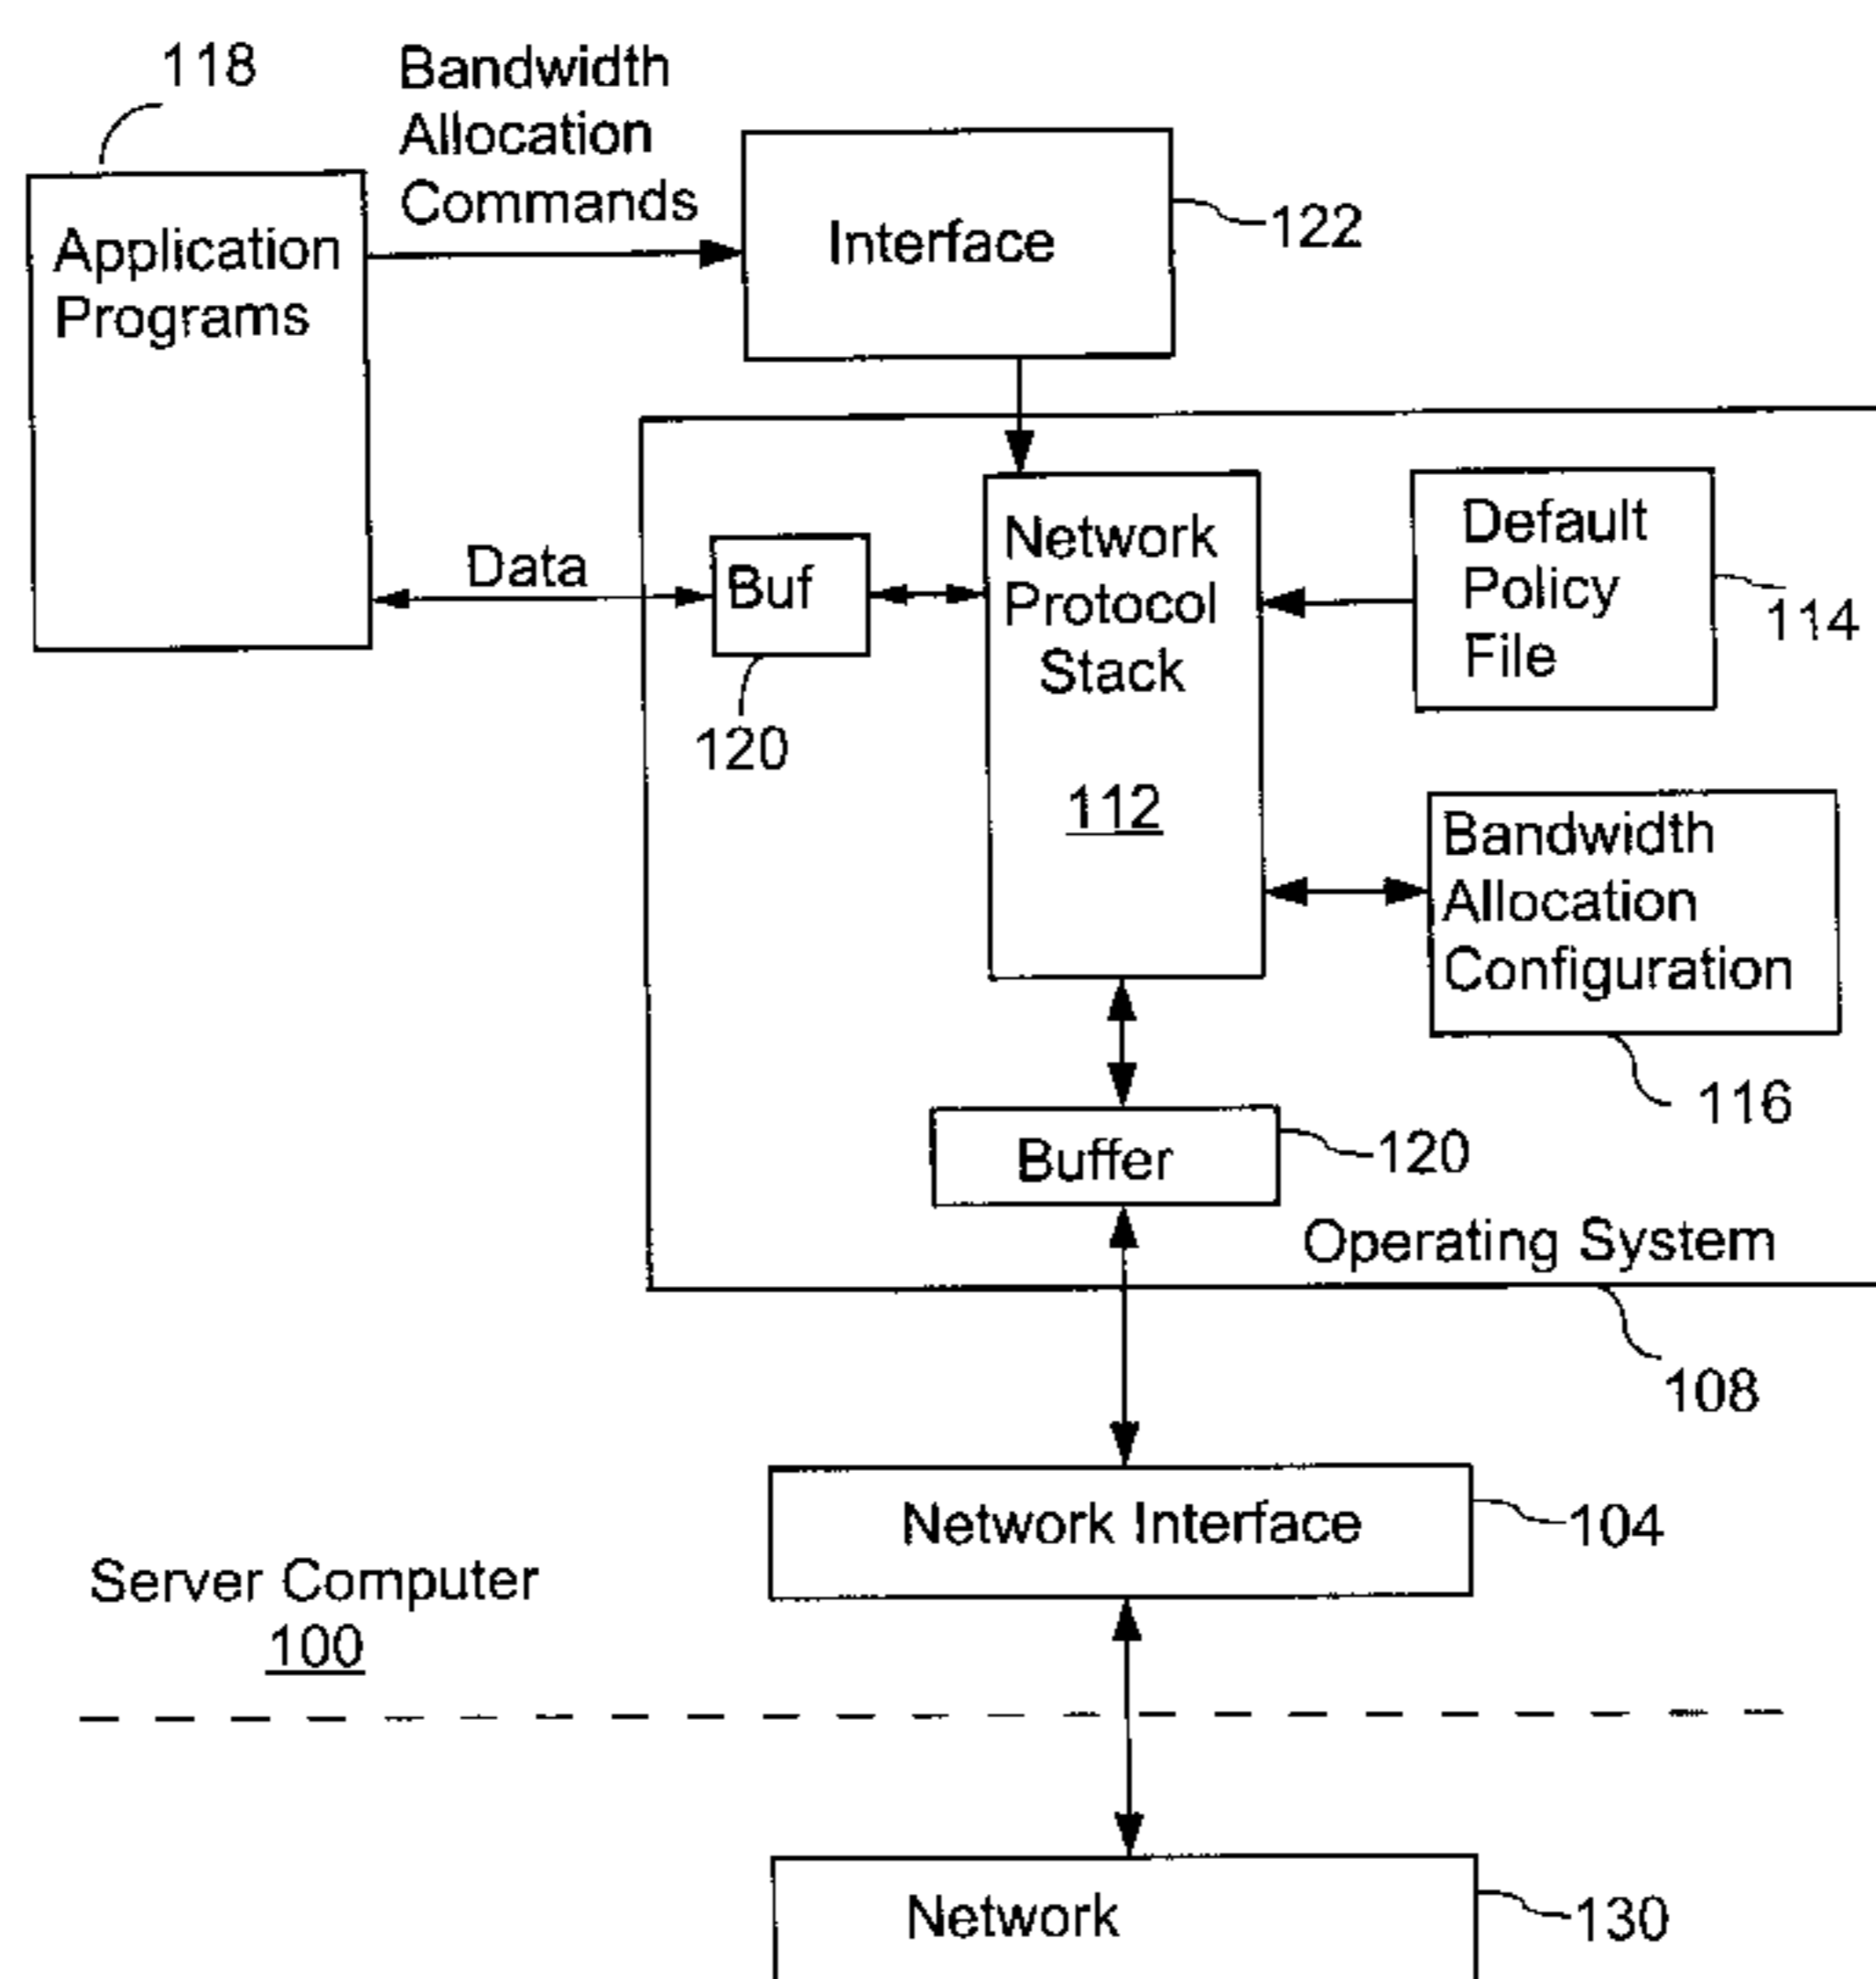 118
Bandwidth
Allocation
Commands
Application
Programs
Interface
122
Data
Buf
120
Network
Protocol
Stack
112
Default
Policy
File
114
Bandwidth
Allocation
Configuration
116
Buffer
120
Operating System
108
Network Interface
104
Server Computer
100
Network
130